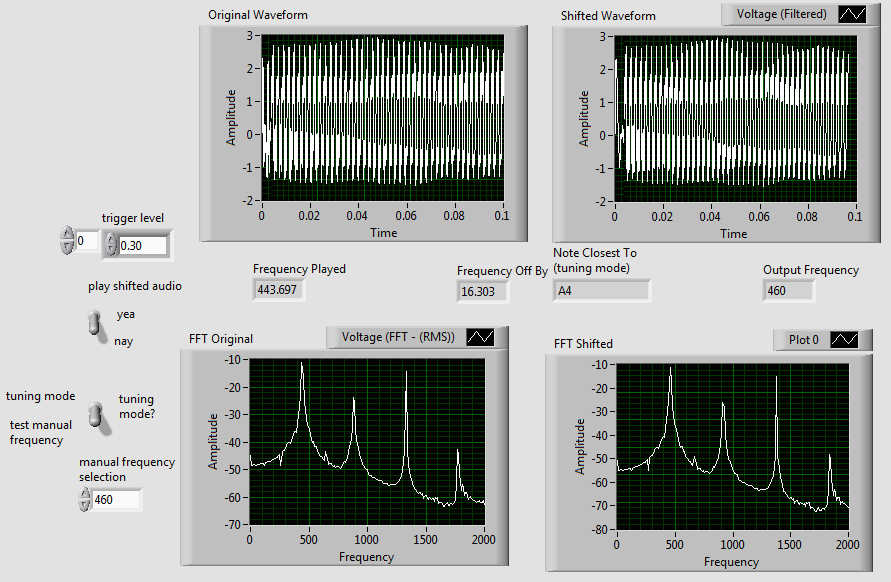 Original Waveform
Amplitude
3
2
1
0
-1
-2
0
0.02
0.04
0.06
0.08
0.1
Time
Shifted Waveform
Voltage (Filtered)
Amplitude
3
2
1
0
-1
-2
0
0.02
0.04
0.06
0.08
0.1
Time
trigger level
0
0.30
play shifted audio
yea
nay
Frequency Played
443.697
Frequency Off By
16.303
Note Closest To
(tuning mode)
A4
Output Frequency
460
tuning mode
test manual
frequency
tuning
mode?
manual frequency
selection
460
FFT Original
Voltage (FFT - (RMS))
Amplitude
-10
-20
-30
-40
-50
-60
-70
0
500
1000
1500
2000
Frequency
FFT Shifted
Plot 0
Amplitude
-10
-20
-30
-40
-50
-60
-70
-80
0
500
1000
1500
2000
Frequency